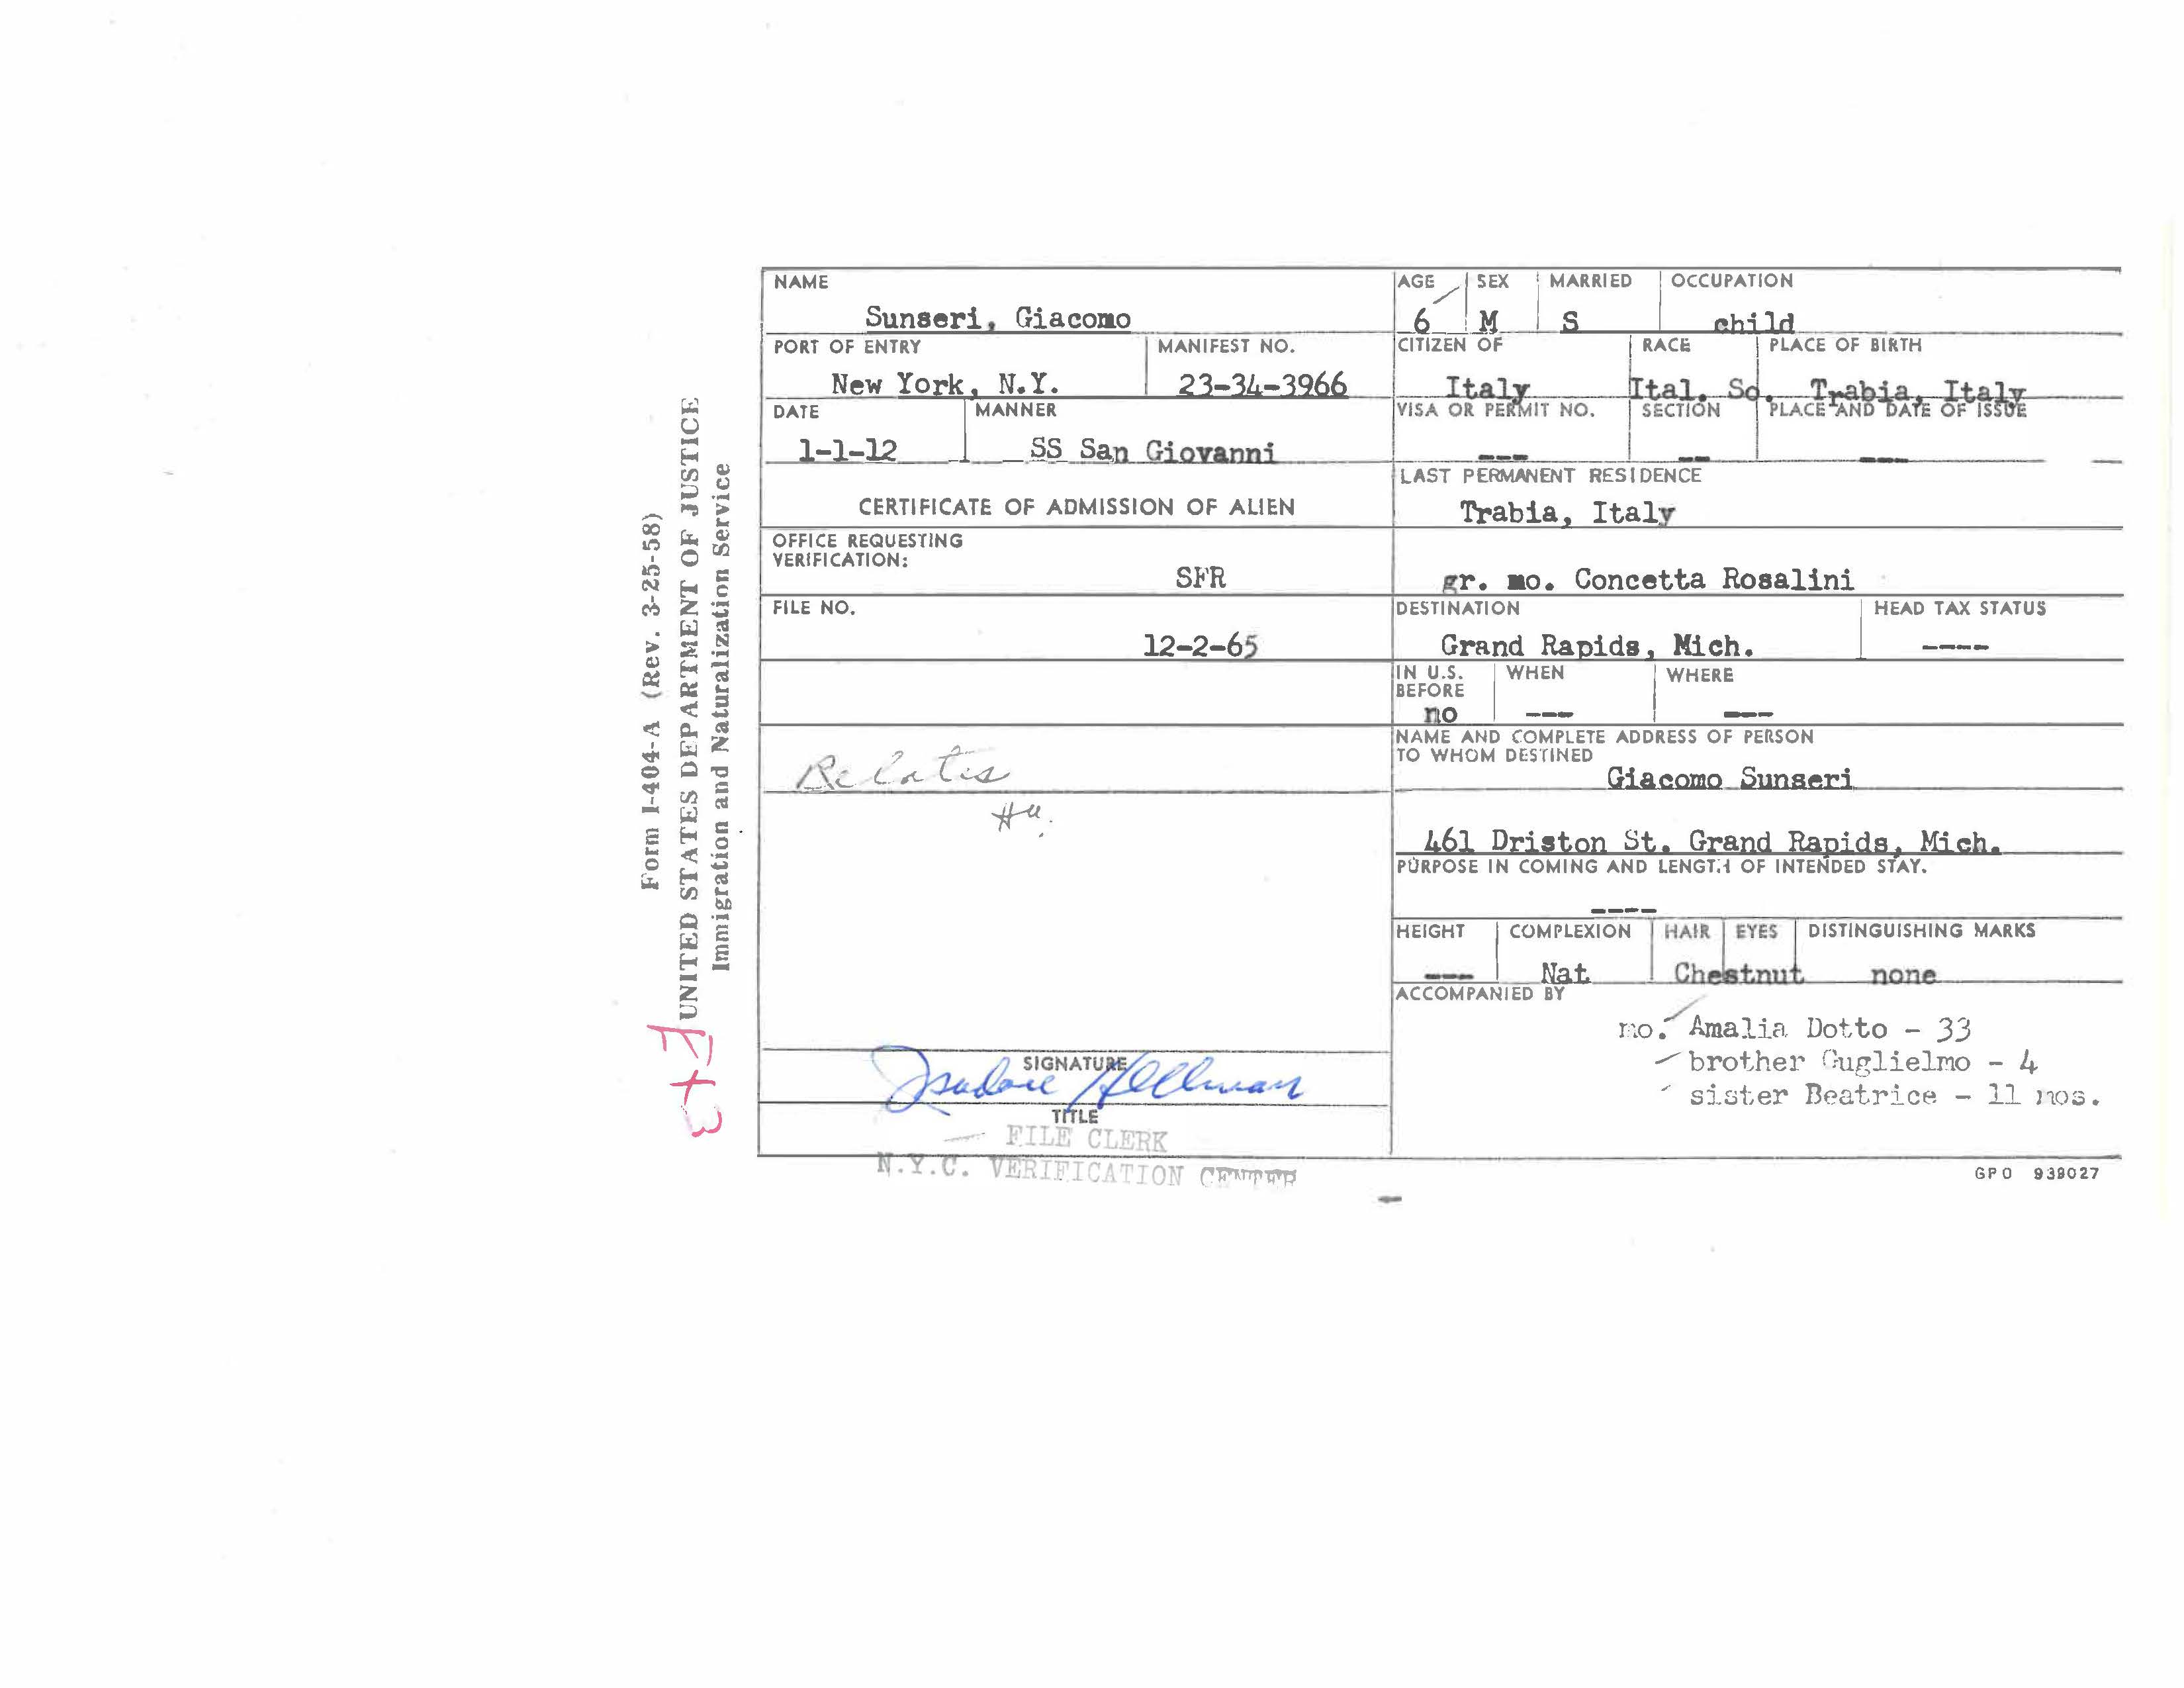 Form I-404-A (Rev. 3-25-58)
UNITED STATES DEPARTMENT OF JUSTICE
Immigration and Naturalization Service
NAME
Sunseri, Giacomo
PORT OF ENTRY
New York, N.Y.
MANIFEST NO.
23-34-3966
DATE
1-1-12
MANNER
SS San Giovanni
CERTIFICATE OF ADMISSION OF ALIEN
OFFICE REQUESTING
VERIFICATION:
SFR
FILE NO.
12-2-65
Relates
SIGNATURE
Isadore Hellman
TITLE
FILE CLERK
N.Y.C. VERIFICATION CENTER
AGE
6
SEX
M
MARRIED
S
OCCUPATION
child
CITIZEN OF
Italy
RACE
Ital. So.
PLACE OF BIRTH
Trabia, Italy
VISA OR PERMIT NO.
---
SECTION
--
PLACE AND DATE OF ISSUE
---
LAST PERMANENT RESIDENCE
Trabia, Italy
gr. mo. Concetta Rosalini
DESTINATION
Grand Rapids, Mich.
HEAD TAX STATUS
----
IN U.S.
BEFORE
no
WHEN
---
WHERE
---
NAME AND COMPLETE ADDRESS OF PERSON
TO WHOM DESTINED
Giacomo Sunseri
461 Driston St. Grand Rapids, Mich.
PURPOSE IN COMING AND LENGTH OF INTENDED STAY.
----
HEIGHT
---
COMPLEXION
Nat.
HAIR
EYES
Chestnut
DISTINGUISHING MARKS
none
ACCOMPANIED BY
mo. Amalia Dotto - 33
brother Guglielmo - 4
sister Beatrice - 11 mos.
GPO 939027